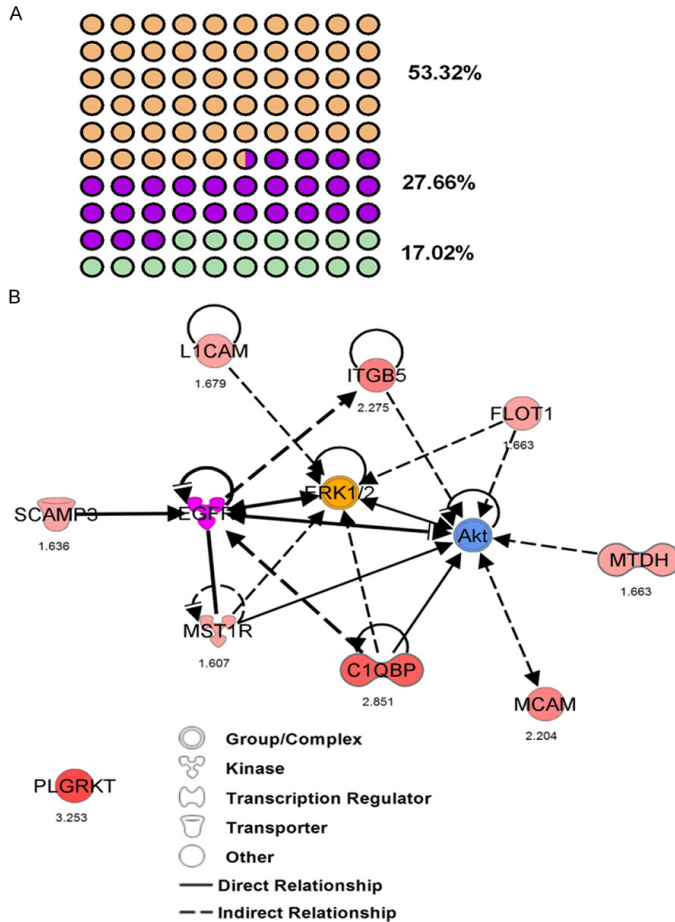 A
53.32%
27.66%
17.02%
B
L1CAM
1.679
ITGB5
2.275
FLOT1
1.663
SCAMP3
1.636
EGFR
ERK1/2
Akt
MTDH
1.663
MST1R
1.607
C1QBP
2.851
MCAM
2.204
PLGRKT
3.253
Group/Complex
Kinase
Transcription Regulator
Transporter
Other
Direct Relationship
Indirect Relationship